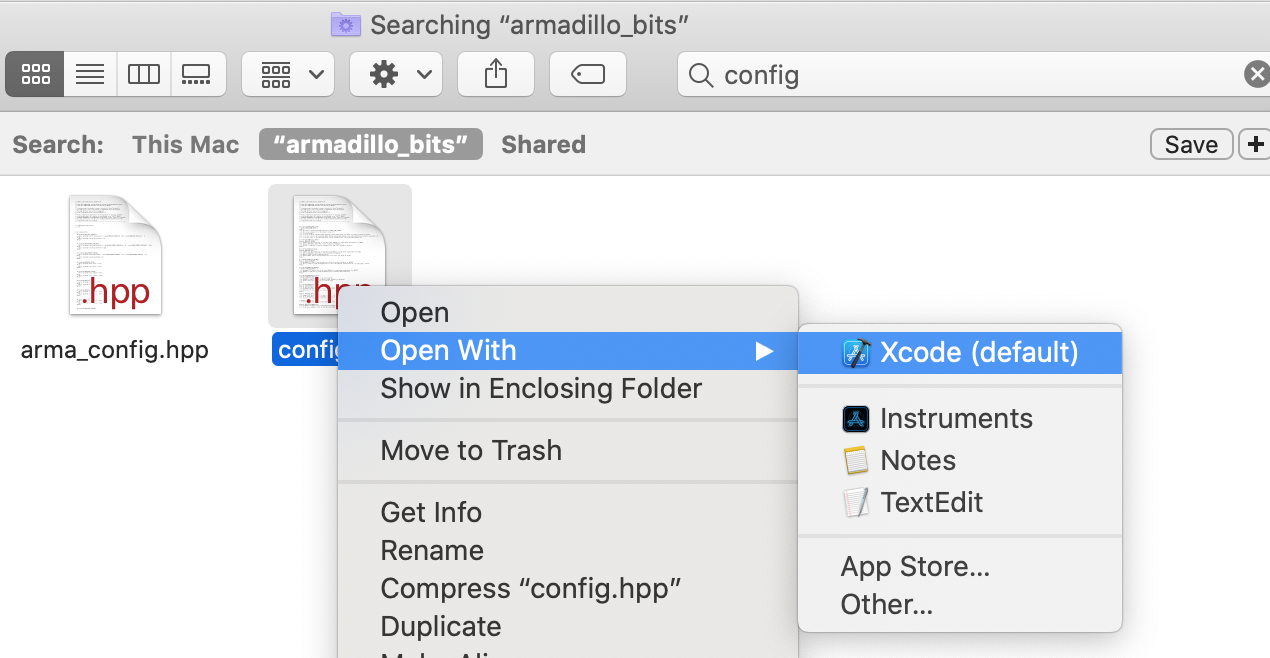 Searching “armadillo_bits”
config
Search: This Mac “armadillo_bits” Shared Save +
.hpp
.hpp
arma_config.hpp
Open
Open With
Show in Enclosing Folder
Move to Trash
Get Info
Rename
Compress “config.hpp”
Duplicate
Xcode (default)
Instruments
Notes
TextEdit
App Store...
Other...